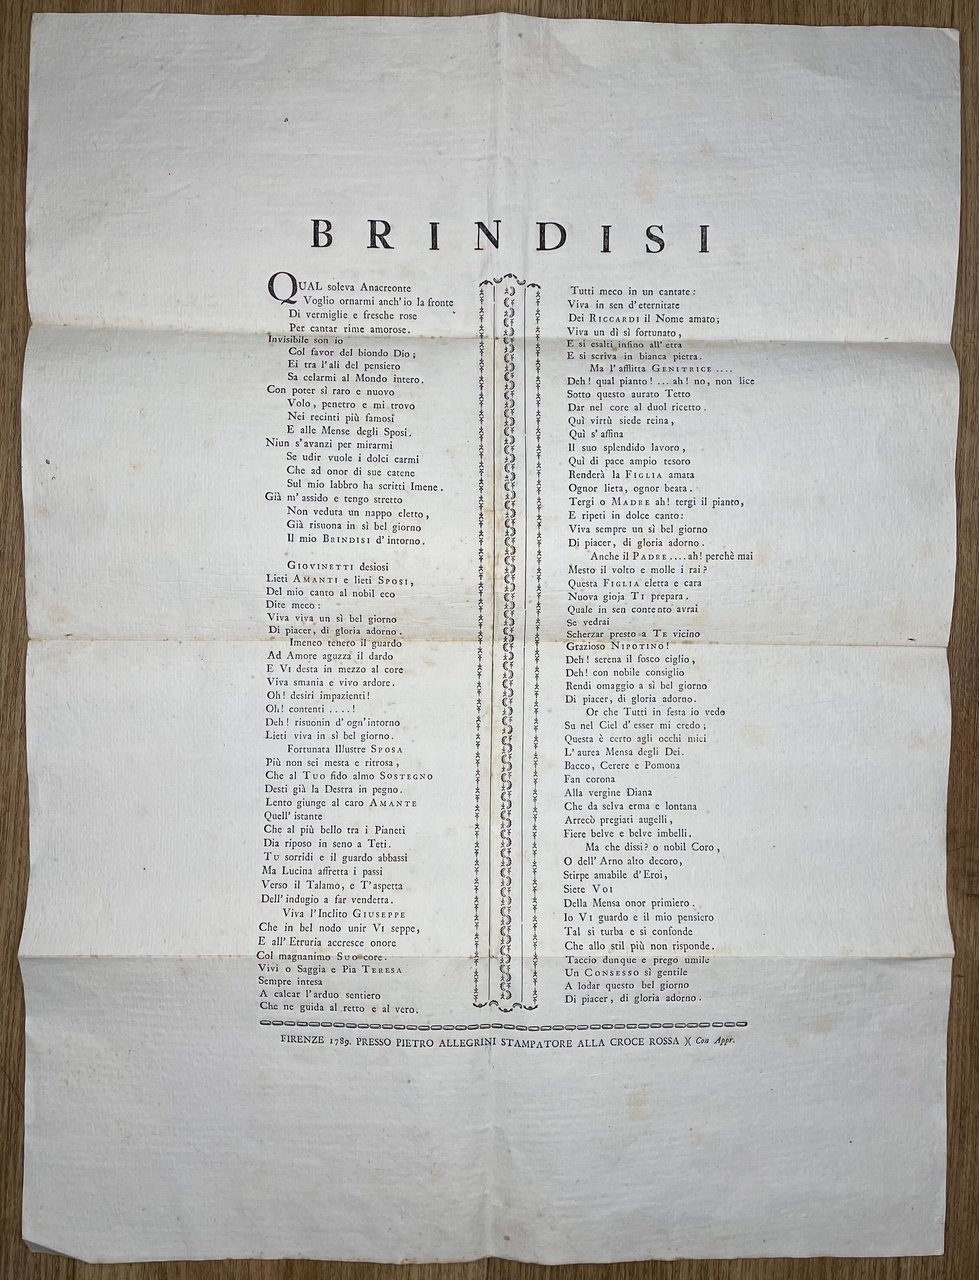 BRINDISI
QUAL soleva Anacreonte
Voglio ornarmi anch' io la fronte
Di vermiglie e fresche rose
Per cantar rime amorose.
Invisibile son io
Col favor del biondo Dio;
Ei tra l'ali del pensiero
Sa celarmi al Mondo intero.
Con poter sì raro e nuovo
Volo, penetro e mi trovo
Nei recinti più famosi
E alle Mense degli Sposi.
Niun s'avanzi per mirarmi
Se udir vuole i dolci carmi
Che ad onor di sue catene
Sul mio labbro ha scritti Imene.
Già m' assido e tengo stretto
Non veduta un nappo eletto,
Già risuona in sì bel giorno
Il mio BRINDISI d' intorno.
GIOVINETTI desiosi
Lieti AMANTI e lieti SPOSI,
Del mio canto al nobil eco
Dite meco:
Viva viva un sì bel giorno
Di piacer, di gloria adorno.
Imeneo tenero il guardo
Ad Amore aguzza il dardo
E VI desta in mezzo al core
Viva smania e vivo ardore.
Oh! desiri impazienti!
Oh! contenti ....!
Deh! risuonin d' ogn' intorno
Lieti viva in sì bel giorno.
Fortunata Illustre SPOSA
Più non sei mesta e ritrosa,
Che al TUO fido almo SOSTEGNO
Desti già la Destra in pegno.
Lento giunge al caro AMANTE
Quell' istante
Che al più bello tra i Pianeti
Dia riposo in seno a Teti.
TU sorridi e il guardo abbassi
Ma Lucina affretta i passi
Verso il Talamo, e T'aspetta
Dell' indugio a far vendetta.
Viva l'Inclito GIUSEPPE
Che in bel nodo unir VI seppe,
E all' Etruria accresce onore
Col magnanimo SUO core.
Vivi o Saggia e Pia TERESA
Sempre intesa
A calcar l'arduo sentiero
Che ne guida al retto e al vero.
Tutti meco in un cantate:
Viva in sen d' eternitate
Dei RICCARDI il Nome amato;
Viva un dì sì fortunato,
E si esalti infino all' etra
E si scriva in bianca pietra.
Ma l' afflitta GENITRICE ....
Deh! qual pianto! ... ah! no, non lice
Sotto questo aurato Tetto
Dar nel core al duol ricetto.
Quì virtù siede reina,
Quì s' affina
Il suo splendido lavoro,
Quì di pace ampio tesoro
Renderà la FIGLIA amata
Ognor lieta, ognor beata.
Tergi o MADRE ah! tergi il pianto,
E ripeti in dolce canto:
Viva sempre un sì bel giorno
Di piacer, di gloria adorno.
Anche il PADRE .... ah! perchè mai
Mesto il volto e molle i rai?
Questa FIGLIA eletta e cara
Nuova gioja TI prepara.
Quale in sen contento avrai
Se vedrai
Scherzar presto a TE vicino
Grazioso NIPOTINO!
Deh! serena il fosco ciglio,
Deh! con nobile consiglio
Rendi omaggio a sì bel giorno
Di piacer, di gloria adorno.
Or che Tutti in festa io vedo
Su nel Ciel d' esser mi credo;
Questa è certo agli occhi miei
L' aurea Mensa degli Dei.
Bacco, Cerere e Pomona
Fan corona
Alla vergine Diana
Che da selva erma e lontana
Arrecò pregiati augelli,
Fiere belve e belve imbelli.
Ma che dissi? o nobil Coro,
O dell' Arno alto decoro,
Stirpe amabile d' Eroi,
Siete VOI
Della Mensa onor primiero.
Io VI guardo e il mio pensiero
Tal si turba e si confonde
Che allo stil più non risponde.
Taccio dunque e prego umile
Un CONSESSO sì gentile
A lodar questo bel giorno
Di piacer, di gloria adorno.
FIRENZE 1789. PRESSO PIETRO ALLEGRINI STAMPATORE ALLA CROCE ROSSA )( Con Appr.